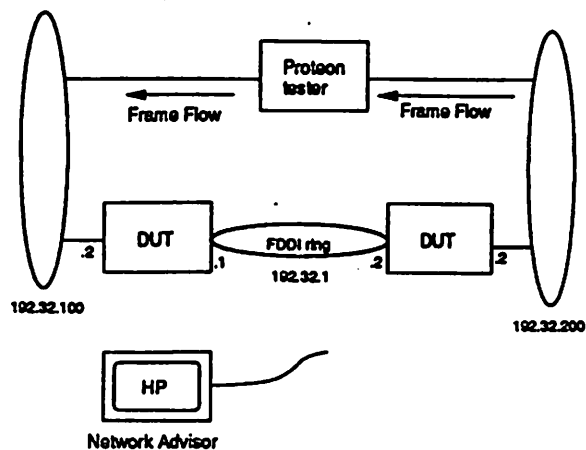 Proteon
tester
Frame Flow
Frame Flow
DUT
FDDI ring
DUT
.2
.1
192.32.1
.2
.2
192.32.100
192.32.200
HP
Network Advisor